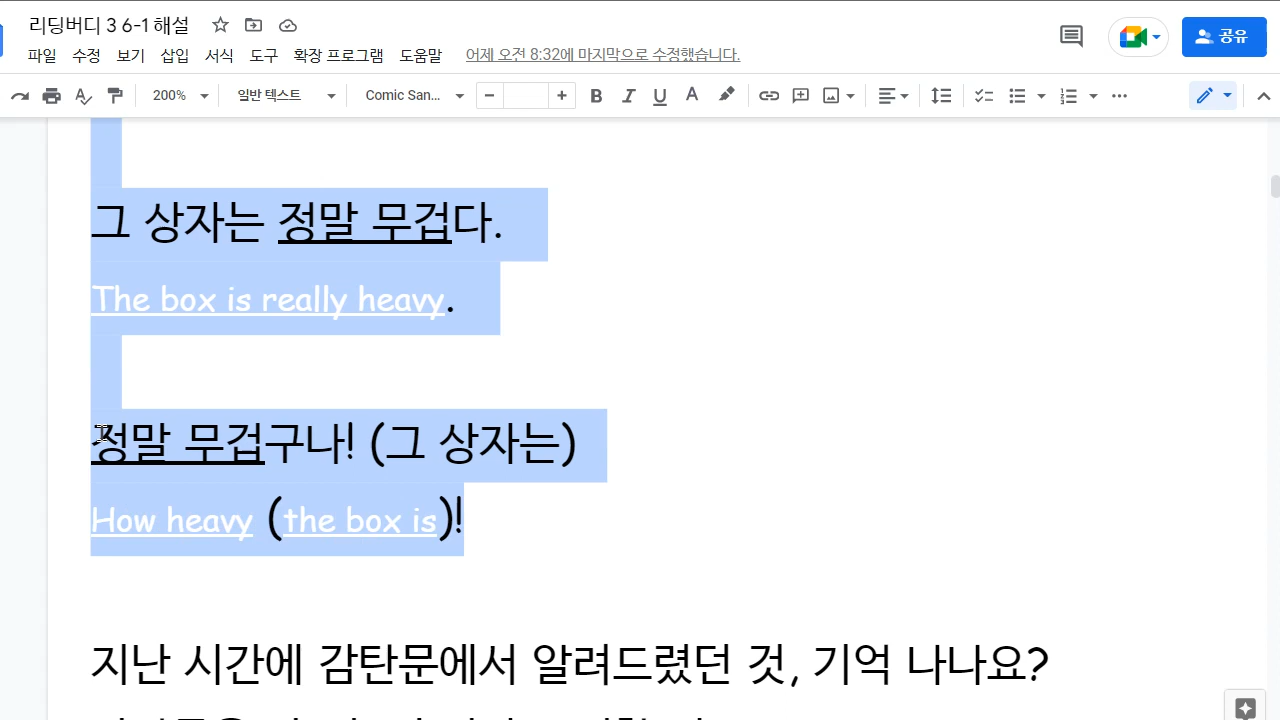 리딩버디 3 6-1 해설
공유
파일 수정 보기 삽입 서식 도구 확장 프로그램 도움말 어제 오전 8:32에 마지막으로 수정했습니다.
200% 일반 텍스트 Comic San...
그 상자는 정말 무겁다.
The box is really heavy.
정말 무겁구나! (그 상자는)
How heavy (the box is)!
지난 시간에 감탄문에서 알려드렸던 것, 기억 나나요?